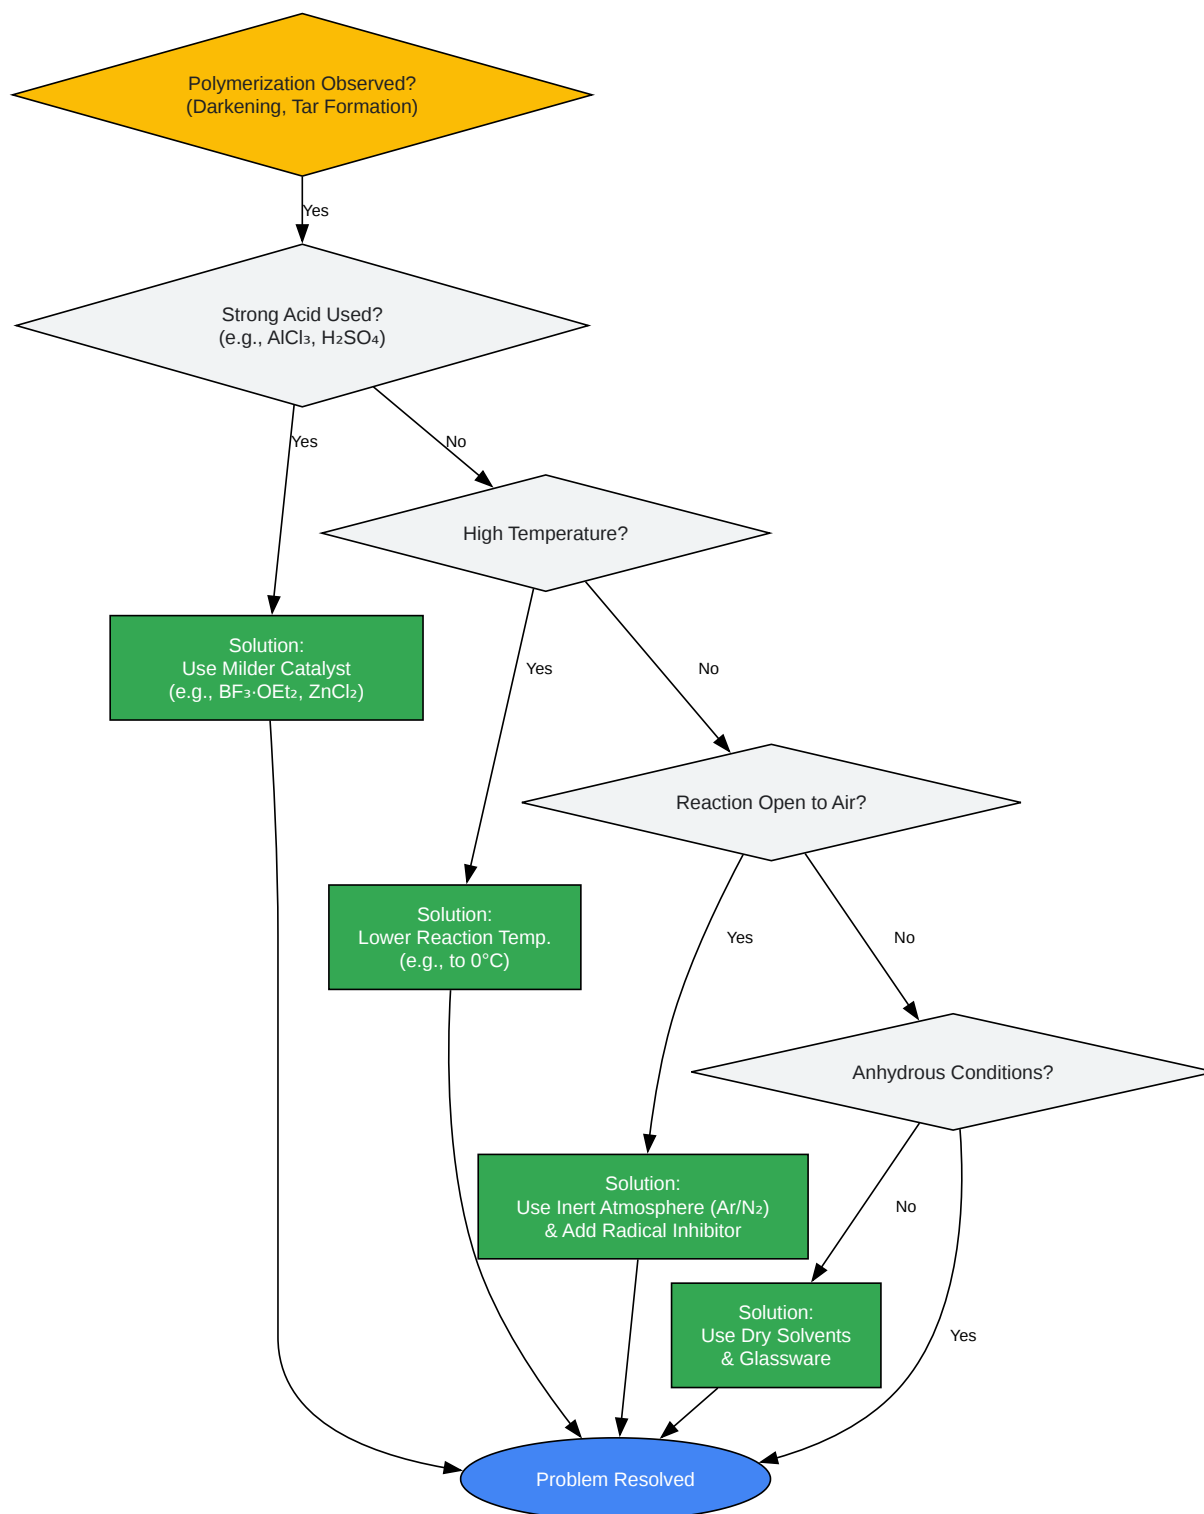 Polymerization Observed?
(Darkening, Tar Formation)
Yes
Strong Acid Used?
(e.g., AlCl₃, H₂SO₄)
Yes
No
High Temperature?
Solution:
Use Milder Catalyst
(e.g., BF₃·OEt₂, ZnCl₂)
Yes
No
Reaction Open to Air?
Solution:
Lower Reaction Temp.
(e.g., to 0°C)
Yes
No
Anhydrous Conditions?
Solution:
Use Inert Atmosphere (Ar/N₂)
& Add Radical Inhibitor
No
Solution:
Use Dry Solvents
& Glassware
Yes
Problem Resolved